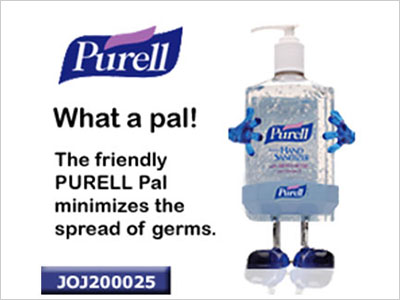 Purell
What a pal!
The friendly
PURELL Pal
minimizes the
spread of germs.
JOJ200025
Purell
HAND
SANITIZER
Purell